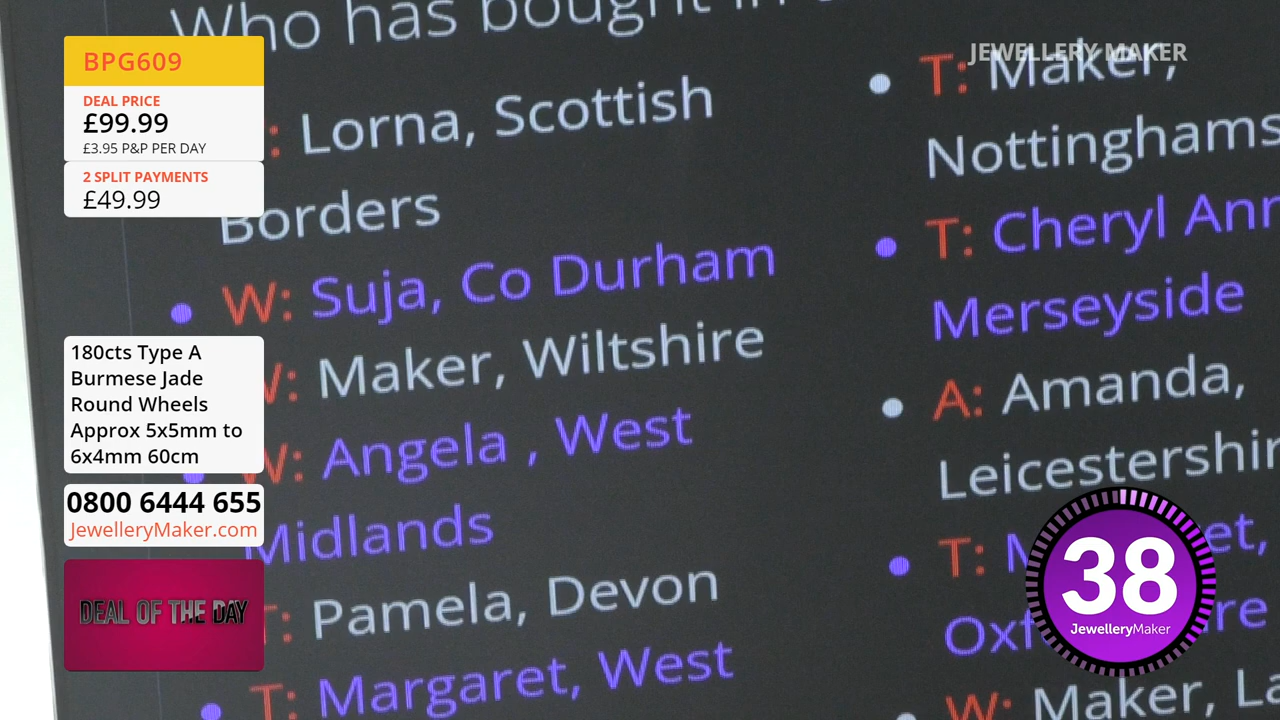 Who has bought in
BPG609
DEAL PRICE
£99.99
£3.95 P&P PER DAY
2 SPLIT PAYMENTS
£49.99
180cts Type A
Burmese Jade
Round Wheels
Approx 5x5mm to
6x4mm 60cm
0800 6444 655
JewelleryMaker.com
DEAL OF THE DAY
: Lorna, Scottish
Borders
W: Suja, Co Durham
W: Maker, Wiltshire
W: Angela , West
Midlands
T: Pamela, Devon
T: Margaret, West
JEWELLERY MAKER
T: Maker,
Nottinghams
T: Cheryl Ann
Merseyside
A: Amanda,
Leicestershir
T:
W: Maker, La
38
JewelleryMaker